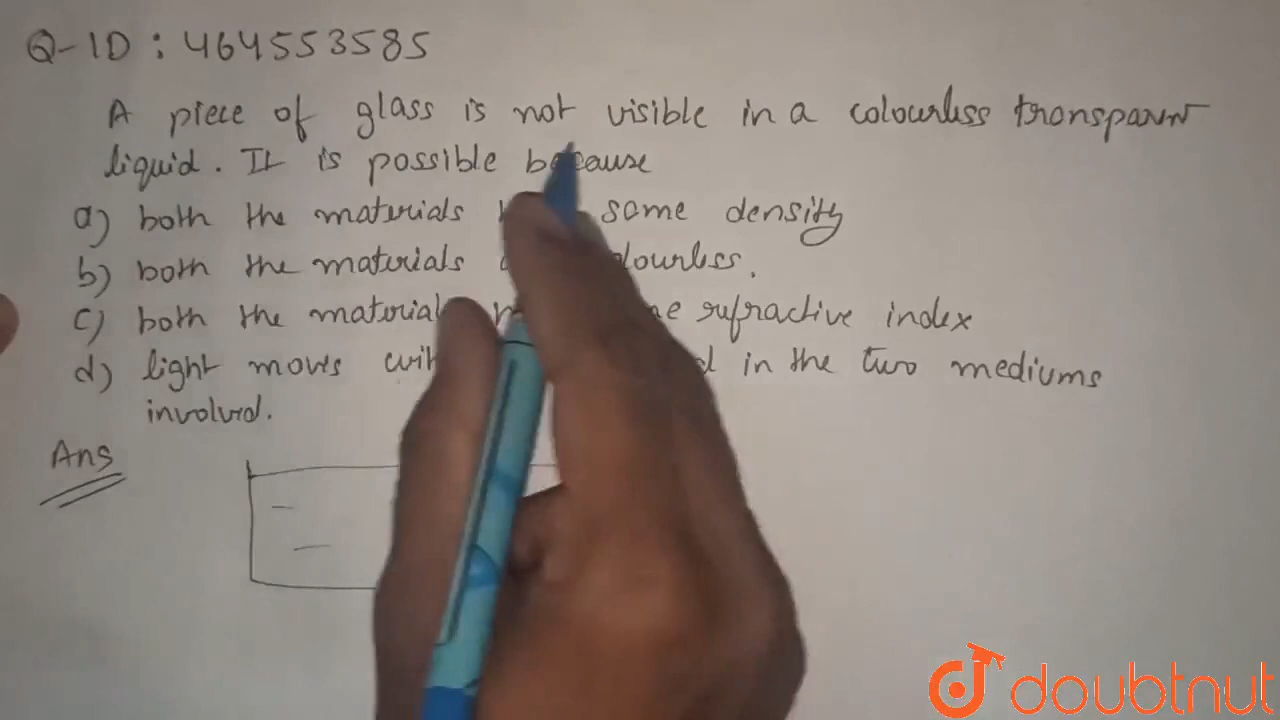 Q-ID : 464553585
A piece of glass is not visible in a colourless transparent
liquid. It is possible because
a) both the materials same density
b) both the materials colourless.
c) both the material refractive index
d) light moves in the two mediums
involved.
Ans
doubtnut